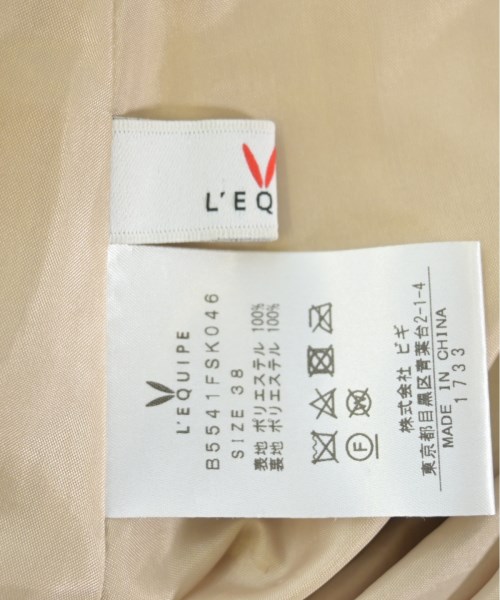 L'EQ
L'EQUIPE
B5541FSK046
SIZE 38
表地 ポリエステル 100%
裏地 ポリエステル 100%
F
株式会社 ビギ
東京都目黒区青葉台2-1-4
MADE IN CHINA
1733